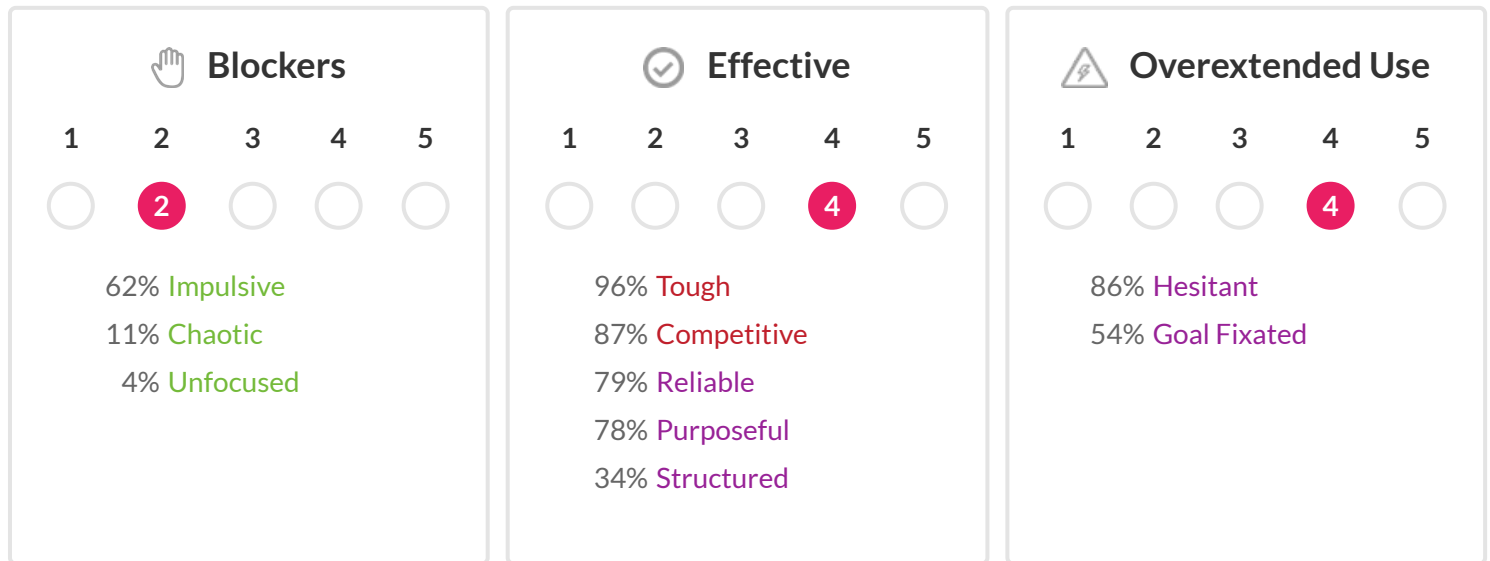 Blockers
1 2 3 4 5
2
62% Impulsive
11% Chaotic
4% Unfocused
Effective
1 2 3 4 5
4
96% Tough
87% Competitive
79% Reliable
78% Purposeful
34% Structured
Overextended Use
1 2 3 4 5
4
86% Hesitant
54% Goal Fixated